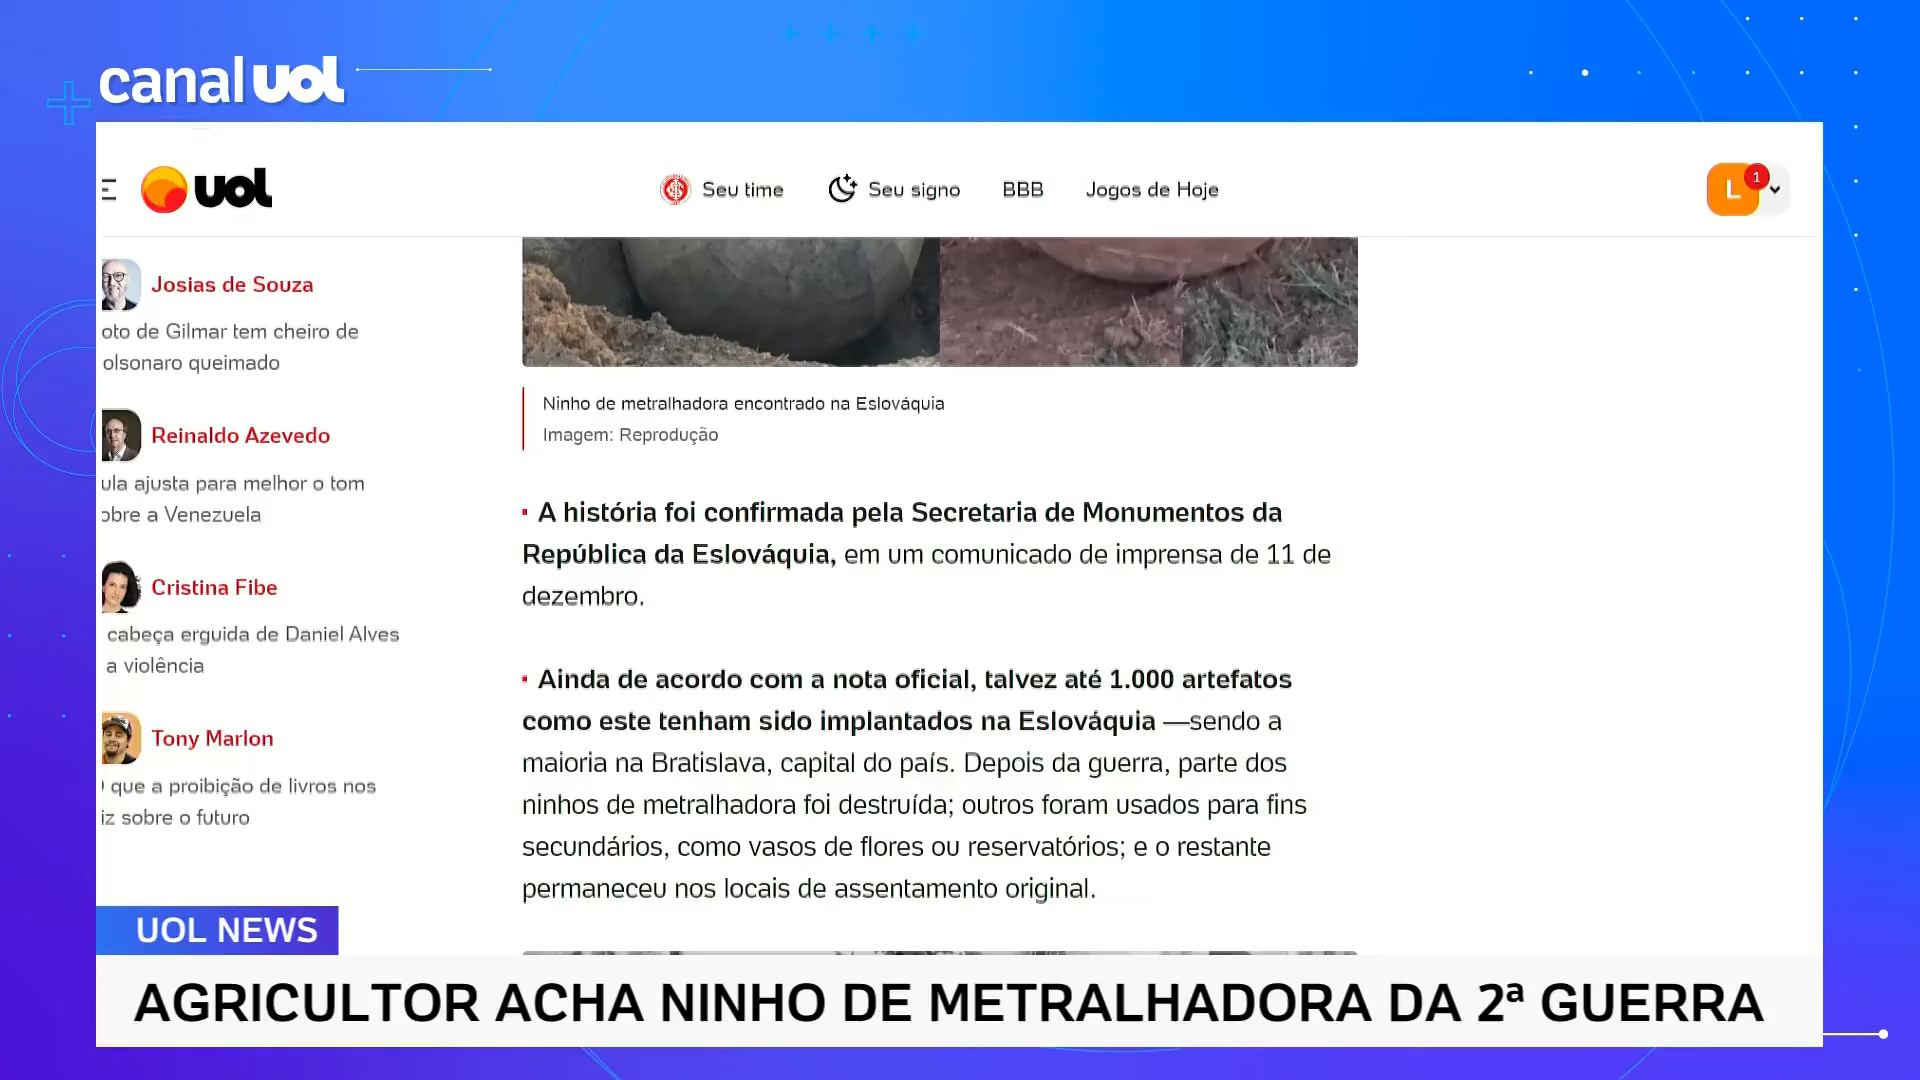 canal uol
uol
Seu time
Seu signo
BBB
Jogos de Hoje
L
1
Josias de Souza
oto de Gilmar tem cheiro de
olsonaro queimado
Reinaldo Azevedo
ula ajusta para melhor o tom
obre a Venezuela
Cristina Fibe
cabeça erguida de Daniel Alves
a violência
Tony Marlon
que a proibição de livros nos
iz sobre o futuro
Ninho de metralhadora encontrado na Eslováquia
Imagem: Reprodução
A história foi confirmada pela Secretaria de Monumentos da
República da Eslováquia, em um comunicado de imprensa de 11 de
dezembro.
Ainda de acordo com a nota oficial, talvez até 1.000 artefatos
como este tenham sido implantados na Eslováquia —sendo a
maioria na Bratislava, capital do país. Depois da guerra, parte dos
ninhos de metralhadora foi destruída; outros foram usados para fins
secundários, como vasos de flores ou reservatórios; e o restante
permaneceu nos locais de assentamento original.
UOL NEWS
AGRICULTOR ACHA NINHO DE METRALHADORA DA 2ª GUERRA